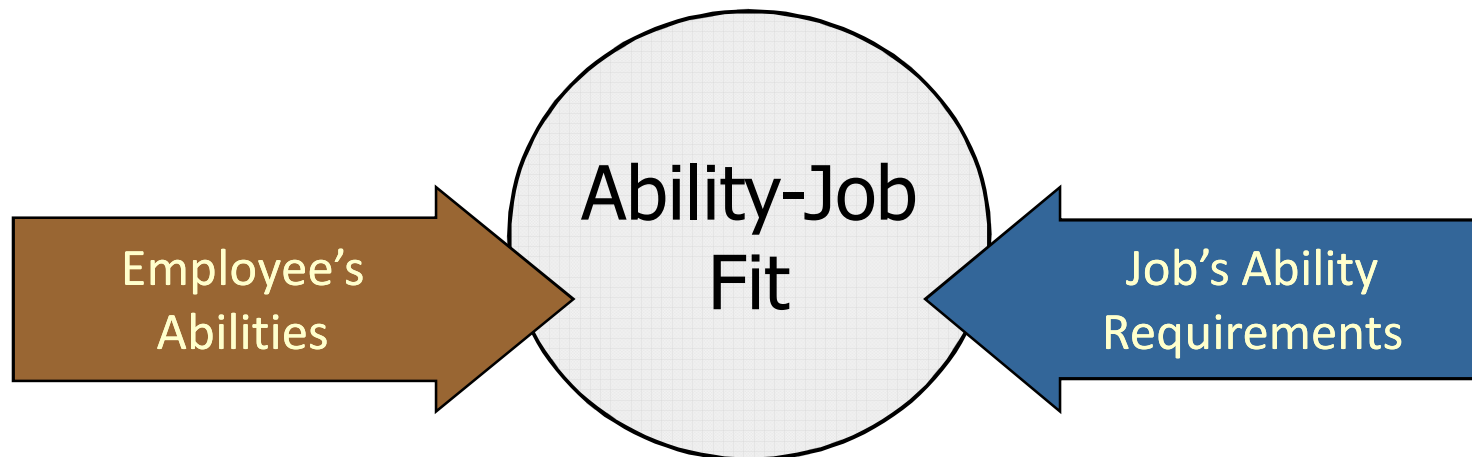 Ability-Job
Fit
Employee’s
Abilities
Job’s Ability
Requirements